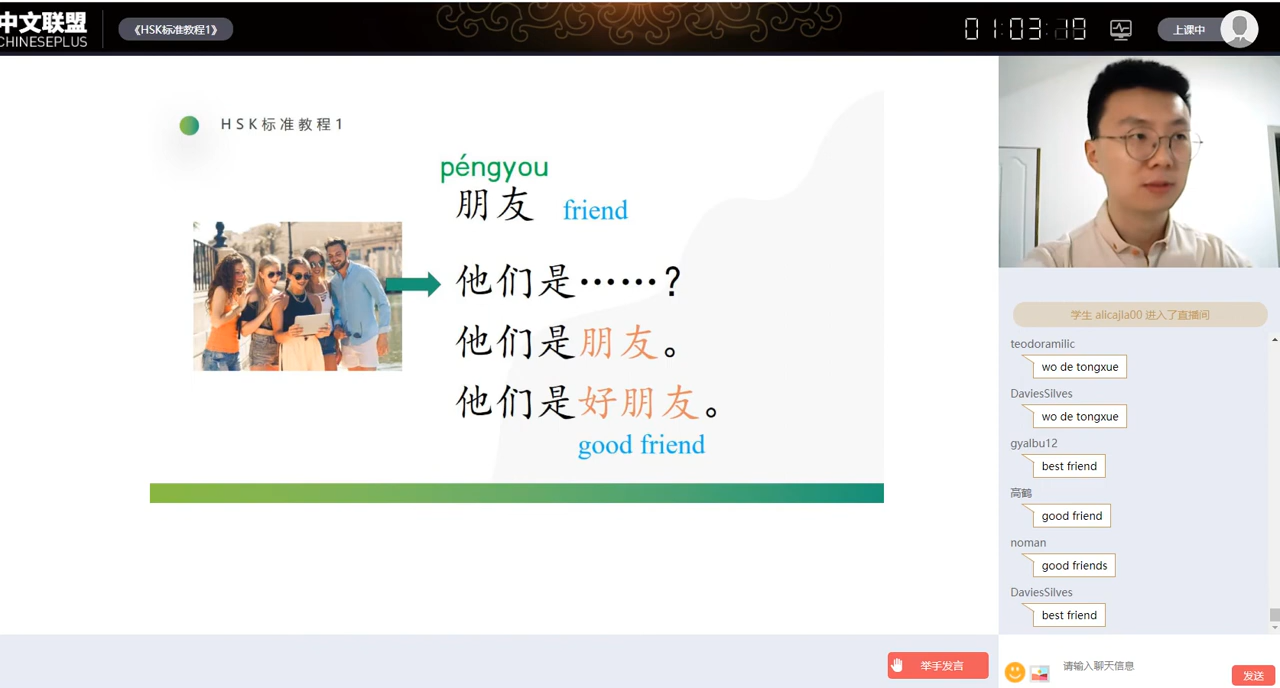 中文联盟
CHINESEPLUS
《HSK标准教程1》
01:03:19
上课中
HSK标准教程1
péngyou
朋友 friend
他们是……？
他们是朋友。
他们是好朋友。
good friend
学生 alicajla00 进入了直播间
teodoramilic
wo de tongxue
DaviesSilves
wo de tongxue
gyalbu12
best friend
高鹤
good friend
noman
good friends
DaviesSilves
best friend
举手发言
请输入聊天信息
发送